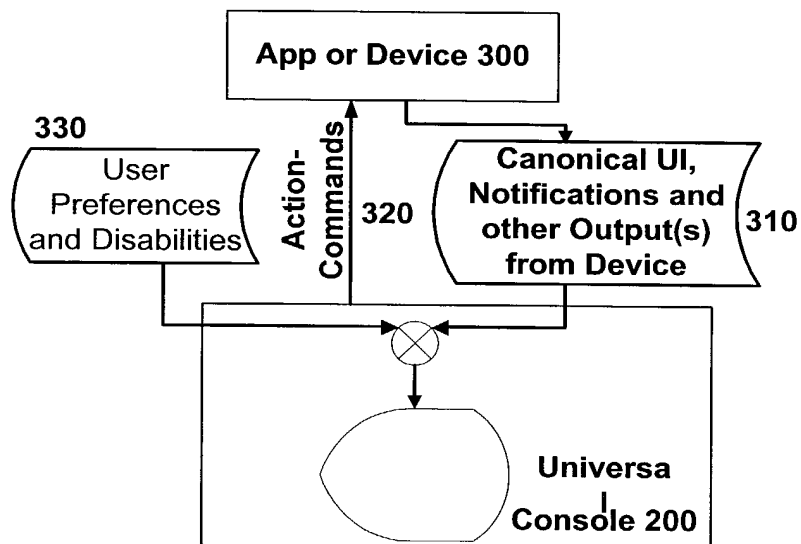 App or Device 300
330
User
Preferences
and Disabilities
Action-
Commands
320
Canonical UI,
Notifications and
other Output(s)
from Device
310
Universa
l
Console 200